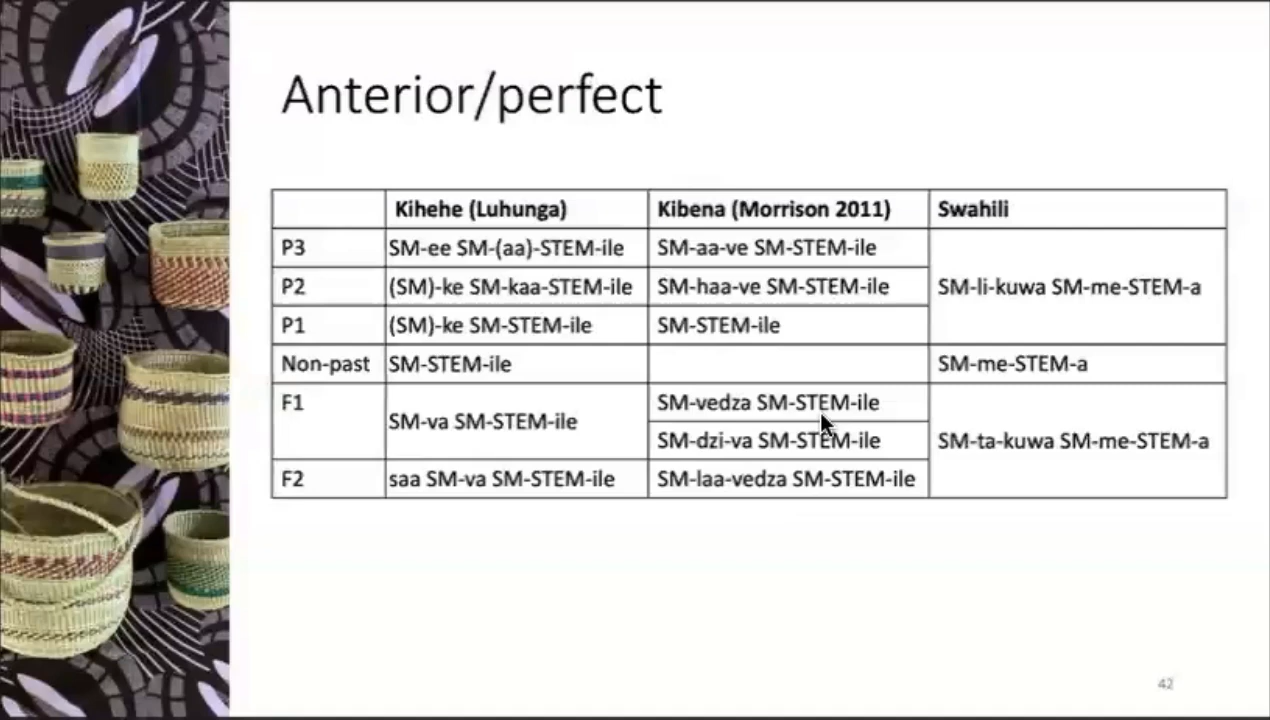 Anterior/perfect
Kihehe (Luhunga) Kibena (Morrison 2011) Swahili
P3 SM-ee SM-(aa)-STEM-ile SM-aa-ve SM-STEM-ile
P2 (SM)-ke SM-kaa-STEM-ile SM-haa-ve SM-STEM-ile SM-li-kuwa SM-me-STEM-a
P1 (SM)-ke SM-STEM-ile SM-STEM-ile
Non-past SM-STEM-ile SM-me-STEM-a
F1 SM-va SM-STEM-ile SM-vedza SM-STEM-ile
SM-dzi-va SM-STEM-ile SM-ta-kuwa SM-me-STEM-a
F2 saa SM-va SM-STEM-ile SM-laa-vedza SM-STEM-ile
42